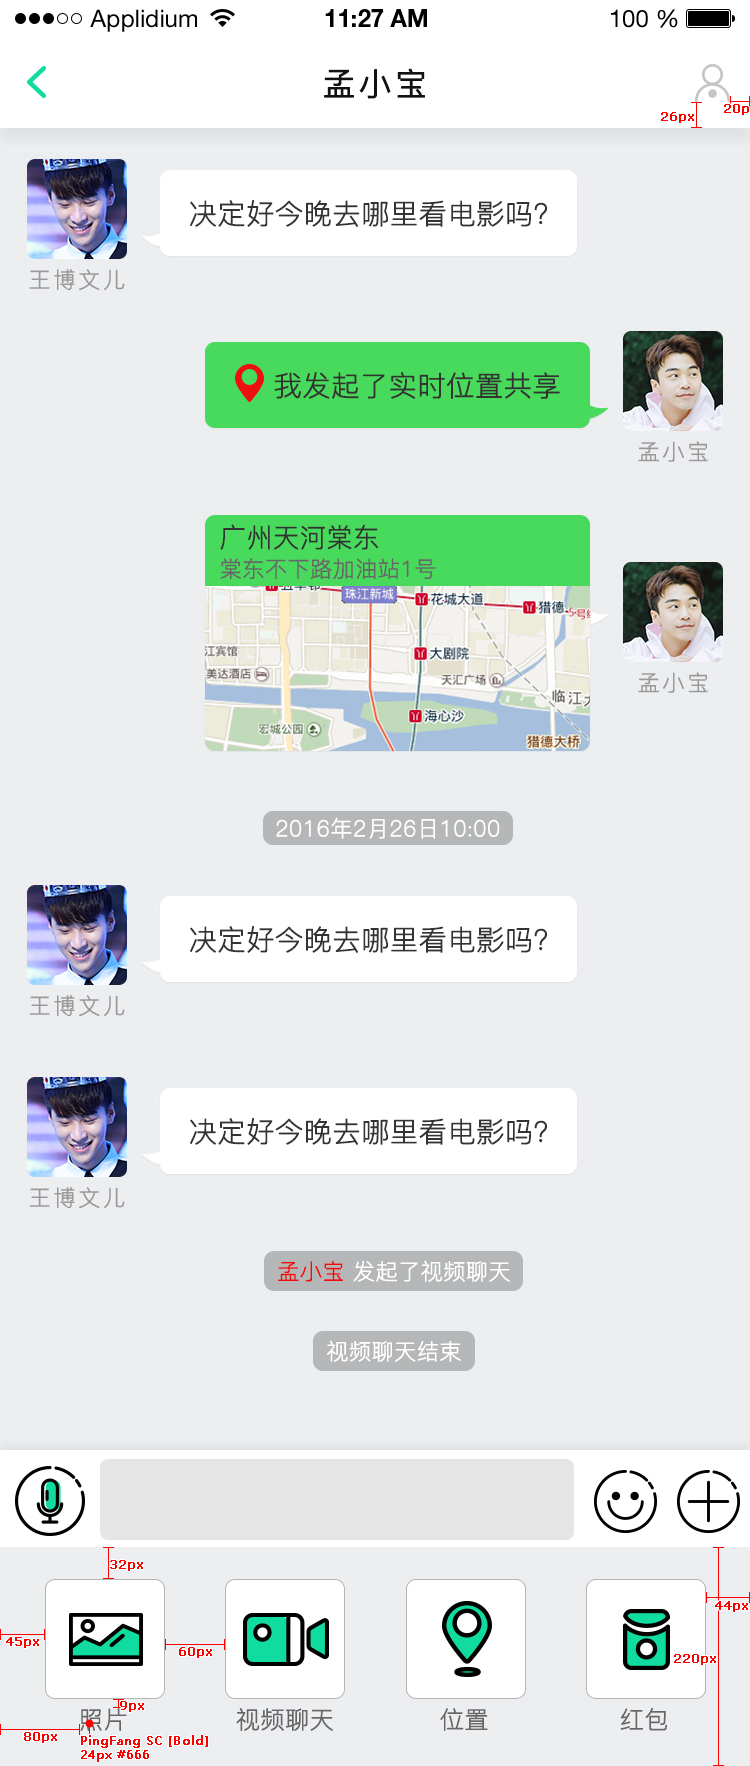 Applidium 11:27 AM 100 %
孟小宝
26px
20p
决定好今晚去哪里看电影吗?
王博文儿
我发起了实时位置共享
孟小宝
广州天河棠东
棠东不下路加油站1号
珠江新城
花城大道
猎德
5号线
江宾馆
大剧院
美达酒店
天汇广场
孟小宝
临江大
海心沙
宏城公园
猎德大桥
2016年2月26日10:00
决定好今晚去哪里看电影吗?
王博文儿
决定好今晚去哪里看电影吗?
王博文儿
孟小宝 发起了视频聊天
视频聊天结束
32px
44px
45px
60px
220px
9px
照片
视频聊天
位置
红包
80px
PingFang SC [Bold]
24px #666